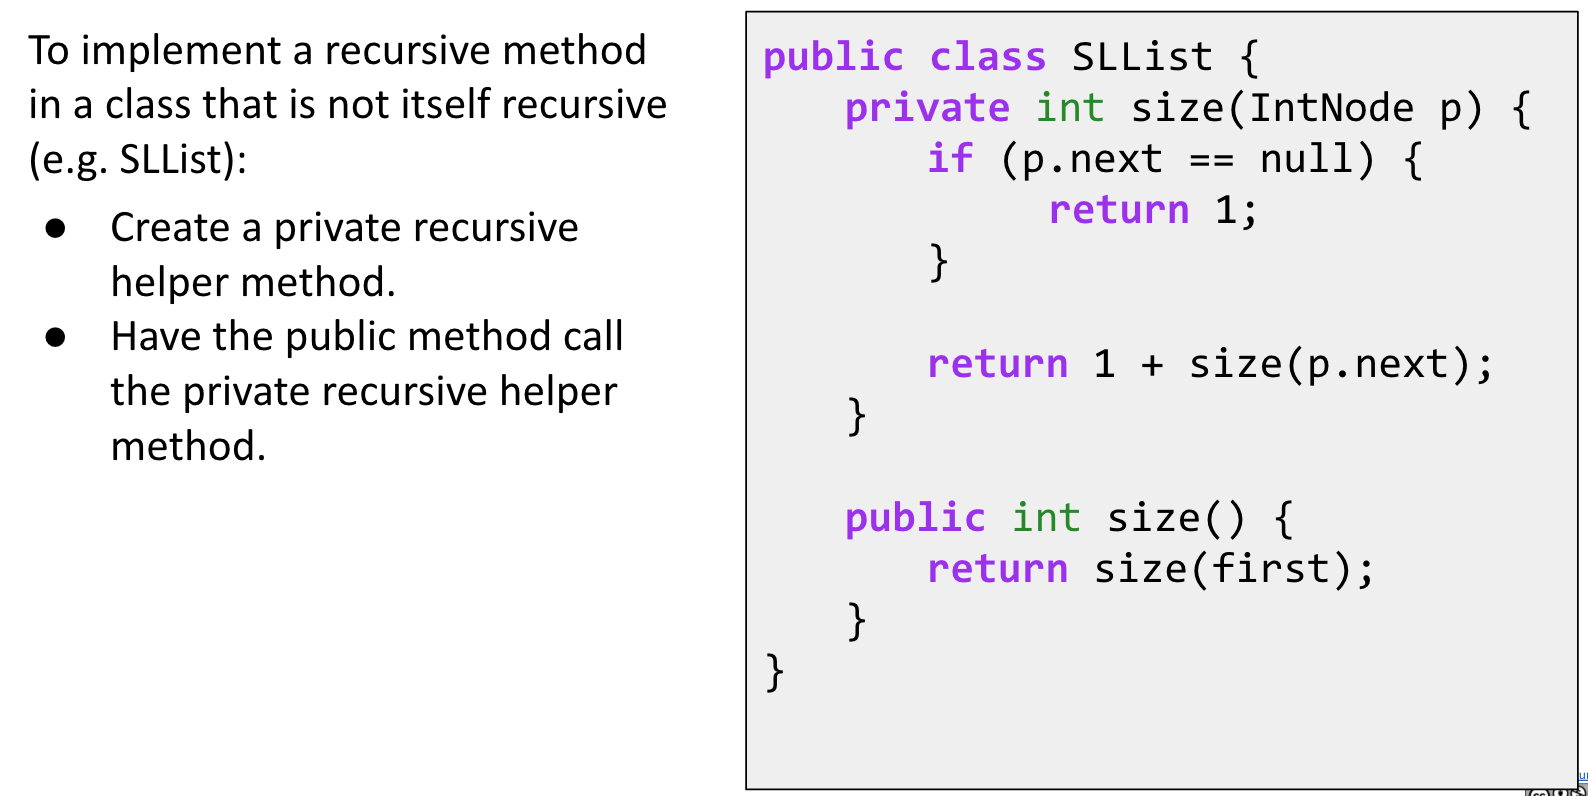 To implement a recursive method
in a class that is not itself recursive
(e.g. SLList):
● Create a private recursive
helper method.
● Have the public method call
the private recursive helper
method.
public class SLList {
    private int size(IntNode p) {
        if (p.next == null) {
            return 1;
        }

        return 1 + size(p.next);
    }

    public int size() {
        return size(first);
    }
}